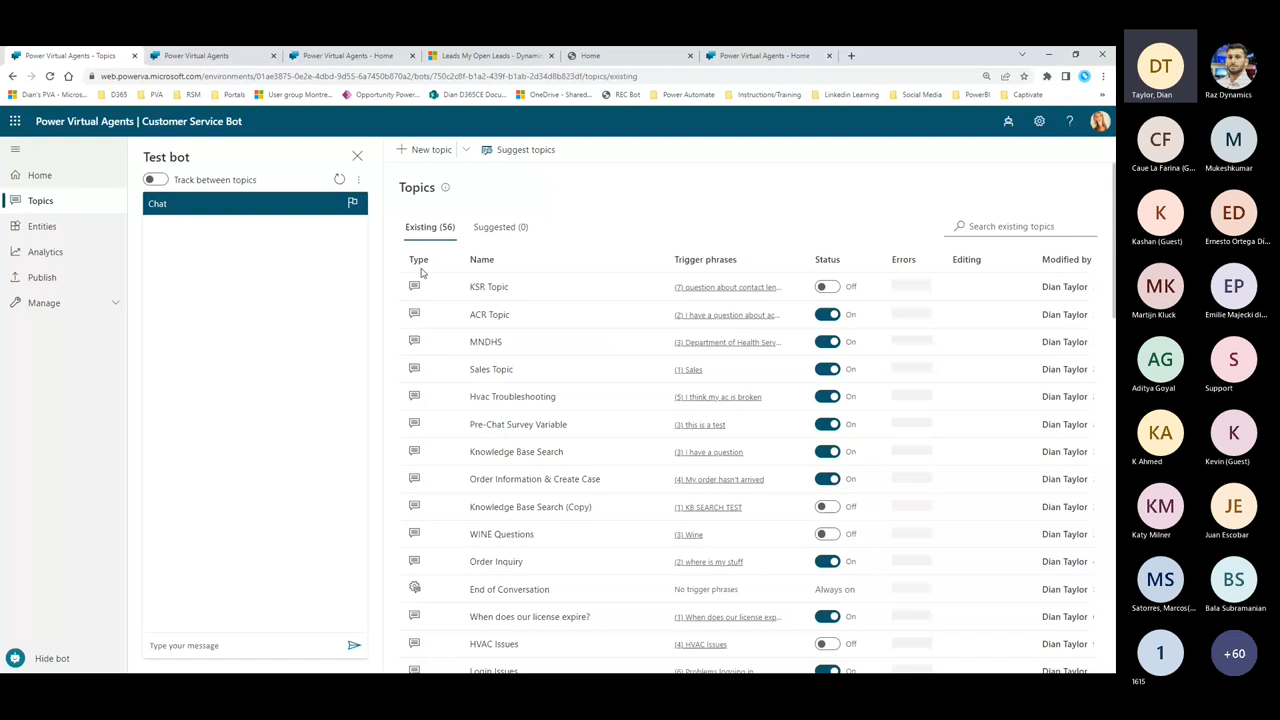 Power Virtual Agents - Topics
Power Virtual Agents
Power Virtual Agents - Home
Leads My Open Leads - Dynamic
Home
Power Virtual Agents - Home
web.powerva.microsoft.com/environments/01ae3875-0e2e-4dbd-9d55-6a7450b870a2/bots/750c2c8f-b1a2-439f-b1ab-2d34d8b823df/topics/existing
Dian's PVA - Micros...
D365
PVA
RSM
Portals
User group Montre...
Opportunity Power...
Dian D365CE Docu...
OneDrive - Shared...
REC Bot
Power Automate
Instructions/Training
Linkedin Learning
Social Media
PowerBI
Captivate
Power Virtual Agents | Customer Service Bot
Home
Topics
Entities
Analytics
Publish
Manage
Hide bot
Test bot
Track between topics
Chat
Type your message
New topic
Suggest topics
Topics
Existing (56)
Suggested (0)
Search existing topics
Type Name Trigger phrases Status Errors Editing Modified by
KSR Topic (7) question about contact len... Off Dian Taylor
ACR Topic (2) I have a question about ac... On Dian Taylor
MNDHS (3) Department of Health Serv... On Dian Taylor
Sales Topic (1) Sales On Dian Taylor
Hvac Troubleshooting (5) I think my ac is broken On Dian Taylor
Pre-Chat Survey Variable (3) this is a test On Dian Taylor
Knowledge Base Search (3) I have a question On Dian Taylor
Order Information & Create Case (4) My order hasn't arrived On Dian Taylor
Knowledge Base Search (Copy) (1) KB SEARCH TEST Off Dian Taylor
WINE Questions (3) Wine Off Dian Taylor
Order Inquiry (2) where is my stuff On Dian Taylor
End of Conversation No trigger phrases Always on Dian Taylor
When does our license expire? (1) When does our license exp... On Dian Taylor
HVAC Issues (4) HVAC Issues Off Dian Taylor
Login Issues (6) Problems logging in On Dian Taylor
DT
Taylor, Dian
Raz Dynamics
CF
Caue La Farina (G...
M
Mukeshkumar
K
Kashan (Guest)
ED
Ernesto Ortega Di...
MK
Martijn Kluck
EP
Emilie Majecki di...
AG
Aditya Goyal
S
Support
KA
K Ahmed
K
Kevin (Guest)
KM
Katy Milner
JE
Juan Escobar
MS
Satorres, Marcos(...
BS
Bala Subramanian
1
1615
+60